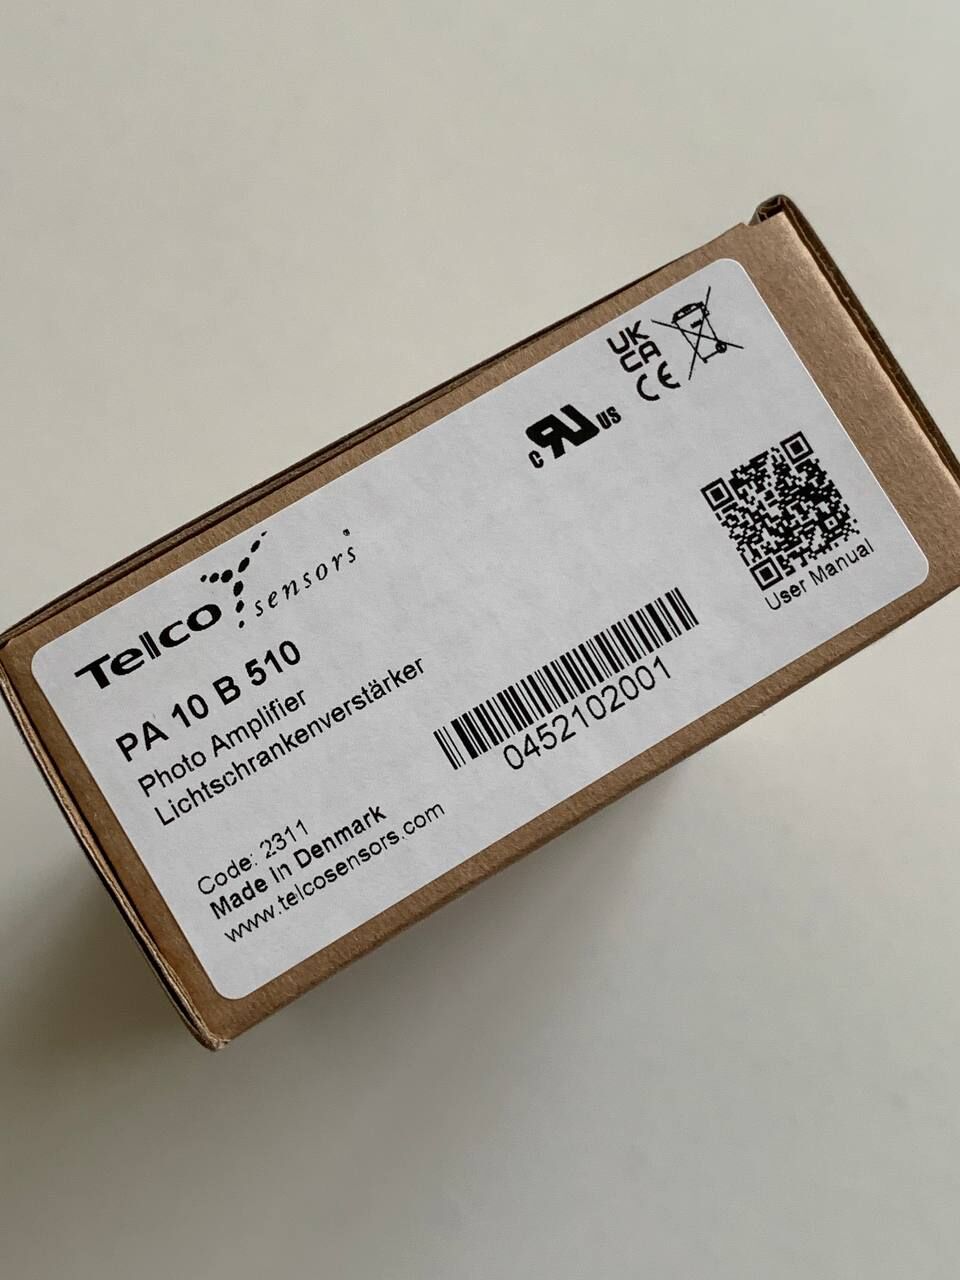 Telco sensors
PA 10 B 510
Photo Amplifier
Lichtschrankenverstärker
Code: 2311
Made In Denmark
www.telcosensors.com
0452102001
c RU US
UK
CA
CE
User Manual